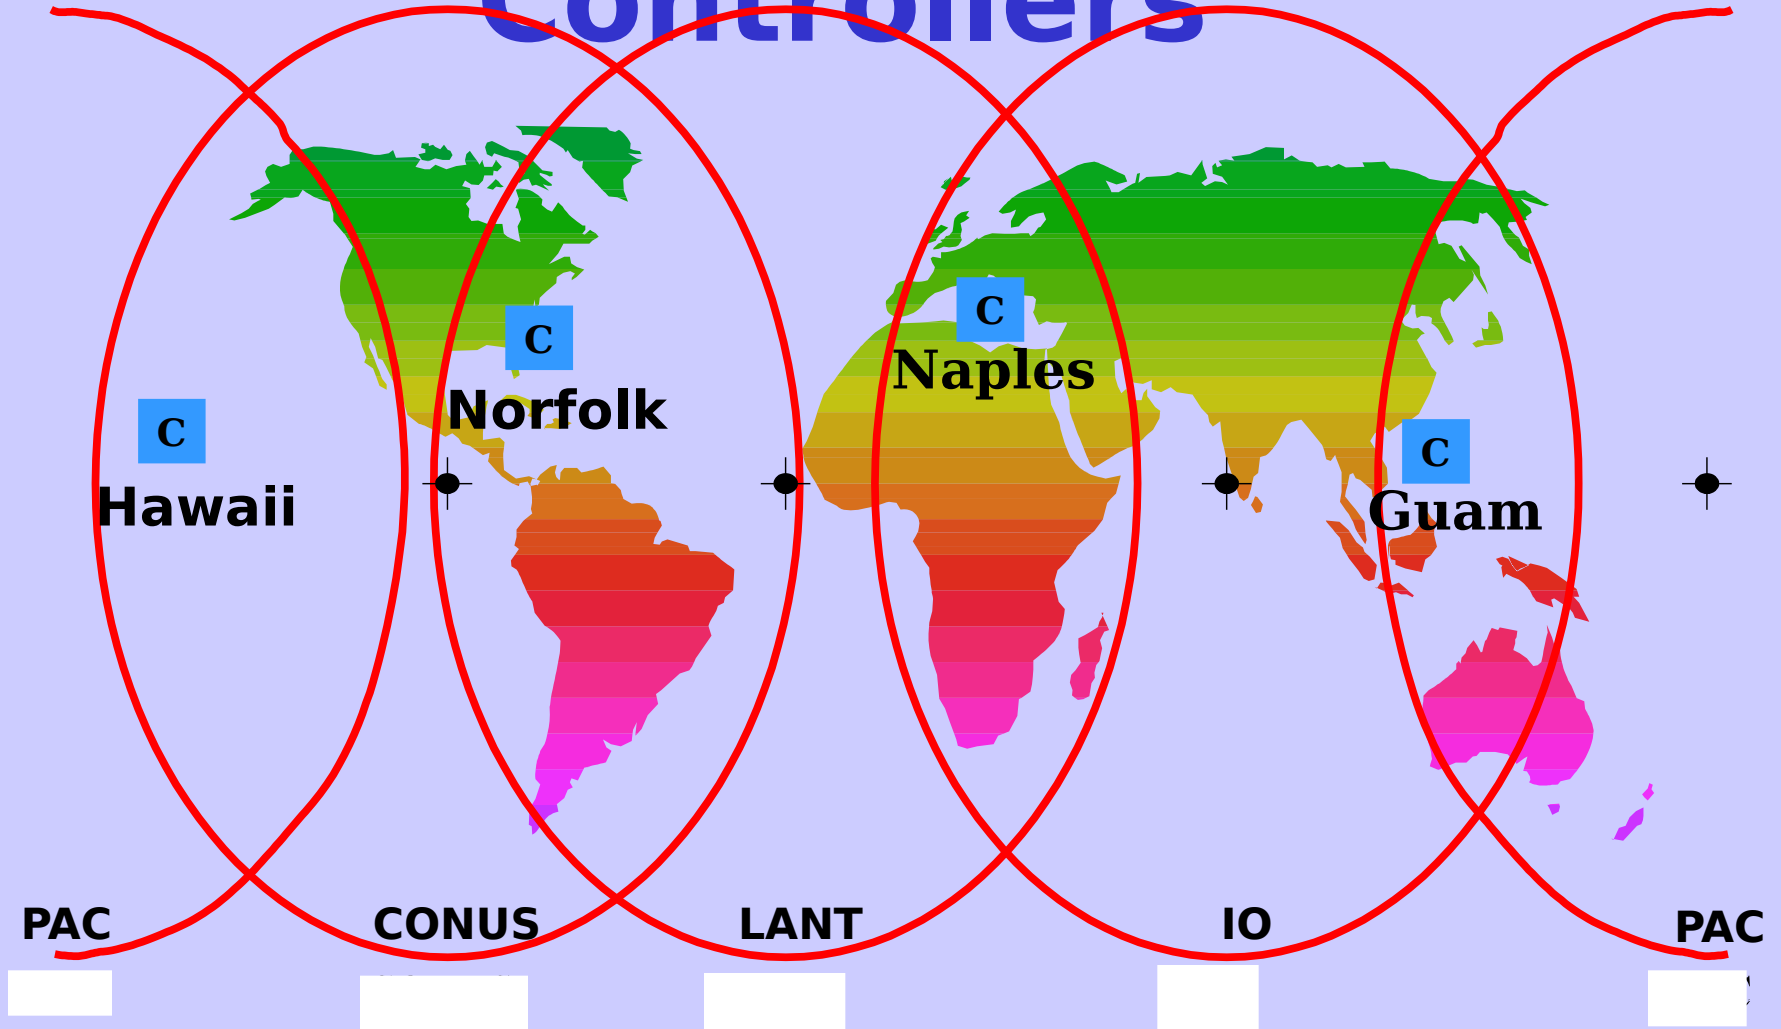 Controllers
C
C
Naples
Norfolk
C
C
Hawaii
Guam
PAC
CONUS
LANT
IO
PAC